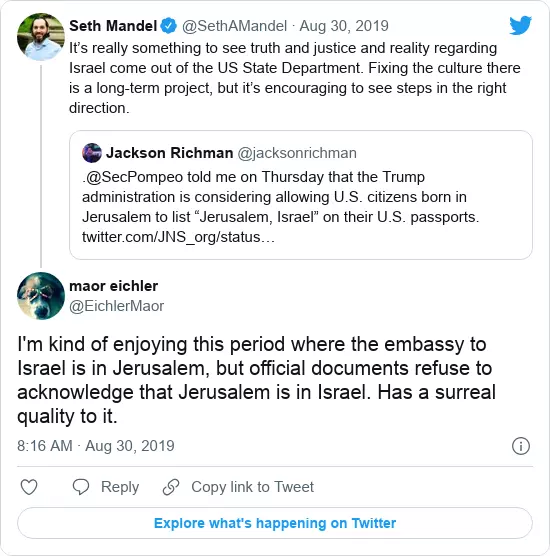 Seth Mandel @SethAMandel · Aug 30, 2019
It’s really something to see truth and justice and reality regarding
Israel come out of the US State Department. Fixing the culture there
is a long-term project, but it’s encouraging to see steps in the right
direction.
Jackson Richman @jacksonrichman
.@SecPompeo told me on Thursday that the Trump
administration is considering allowing U.S. citizens born in
Jerusalem to list “Jerusalem, Israel” on their U.S. passports.
twitter.com/JNS_org/status…
maor eichler
@EichlerMaor
I'm kind of enjoying this period where the embassy to
Israel is in Jerusalem, but official documents refuse to
acknowledge that Jerusalem is in Israel. Has a surreal
quality to it.
8:16 AM · Aug 30, 2019
Reply Copy link to Tweet
Explore what's happening on Twitter